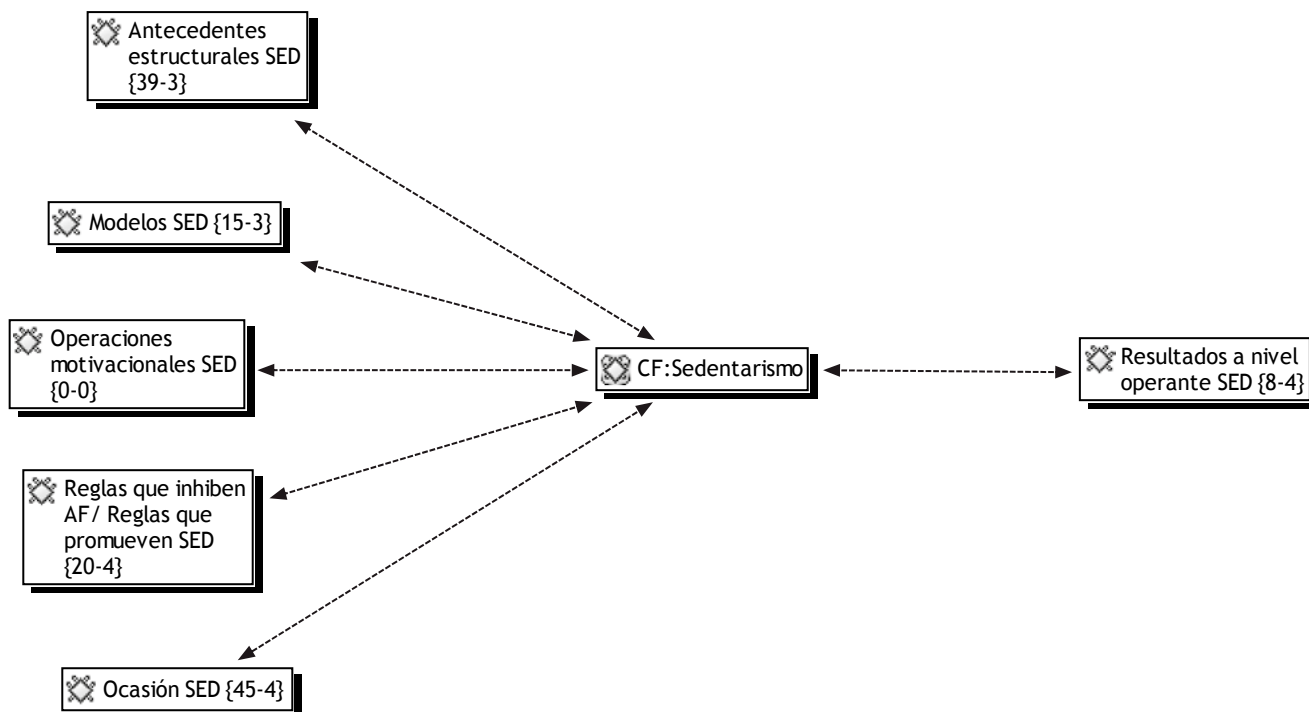 Antecedentes
estructurales SED
{39-3}
Modelos SED {15-3}
Operaciones
motivacionales SED
{0-0}
Reglas que inhiben
AF/ Reglas que
promueven SED
{20-4}
Ocasión SED {45-4}
CF:Sedentarismo
Resultados a nivel
operante SED {8-4}